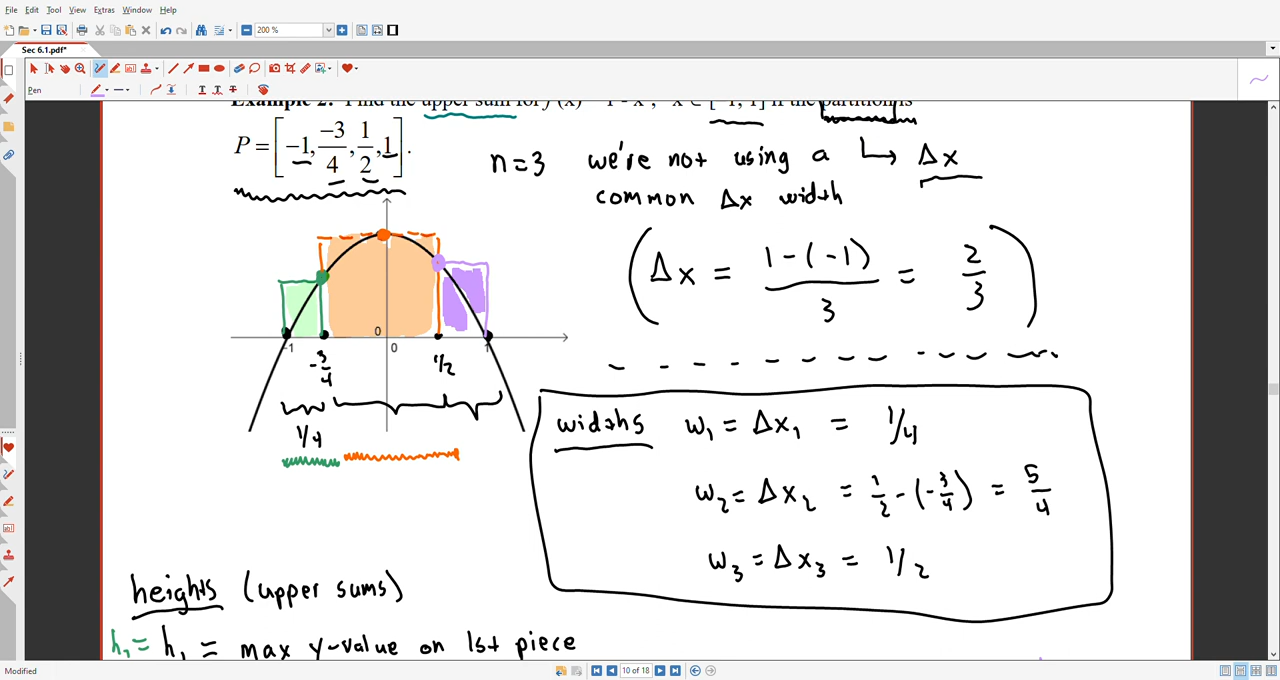 File Edit Tool View Extras Window Help
200 %
Sec 6.1.pdf*
Pen
Example 2: Find the upper sum for f(x) = 1 - x², x ∈ [-1, 1] if the partition is
P = [-1, -3/4, 1/2, 1].
n=3 we're not using a ↳ Δx
common Δx width
(Δx = 1-(-1)/3 = 2/3)
0
-1 0 1
-3/4 1/2
1/4
widths w₁ = Δx₁ = 1/4
w₂ = Δx₂ = 1/2 - (-3/4) = 5/4
w₃ = Δx₃ = 1/2
heights (upper sums)
h₁ = h₁ = max y-value on 1st piece
Modified
10 of 18